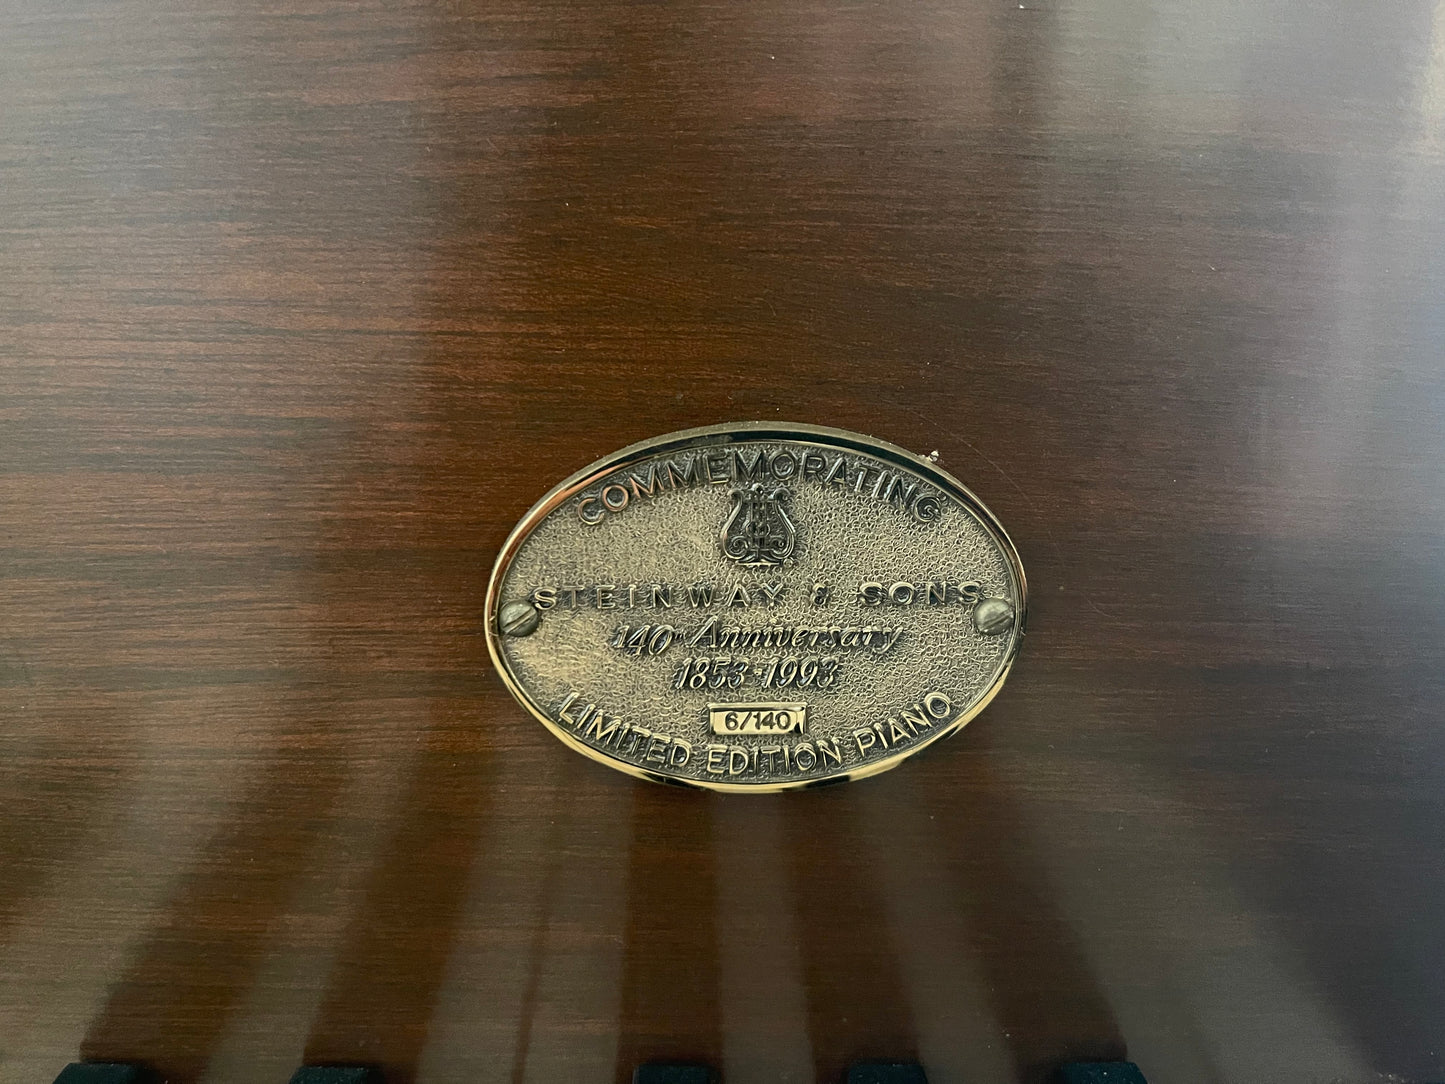 COMMEMORATING
STEINWAY & SONS
140th Anniversary
1853-1993
6/140
LIMITED EDITION PIANO